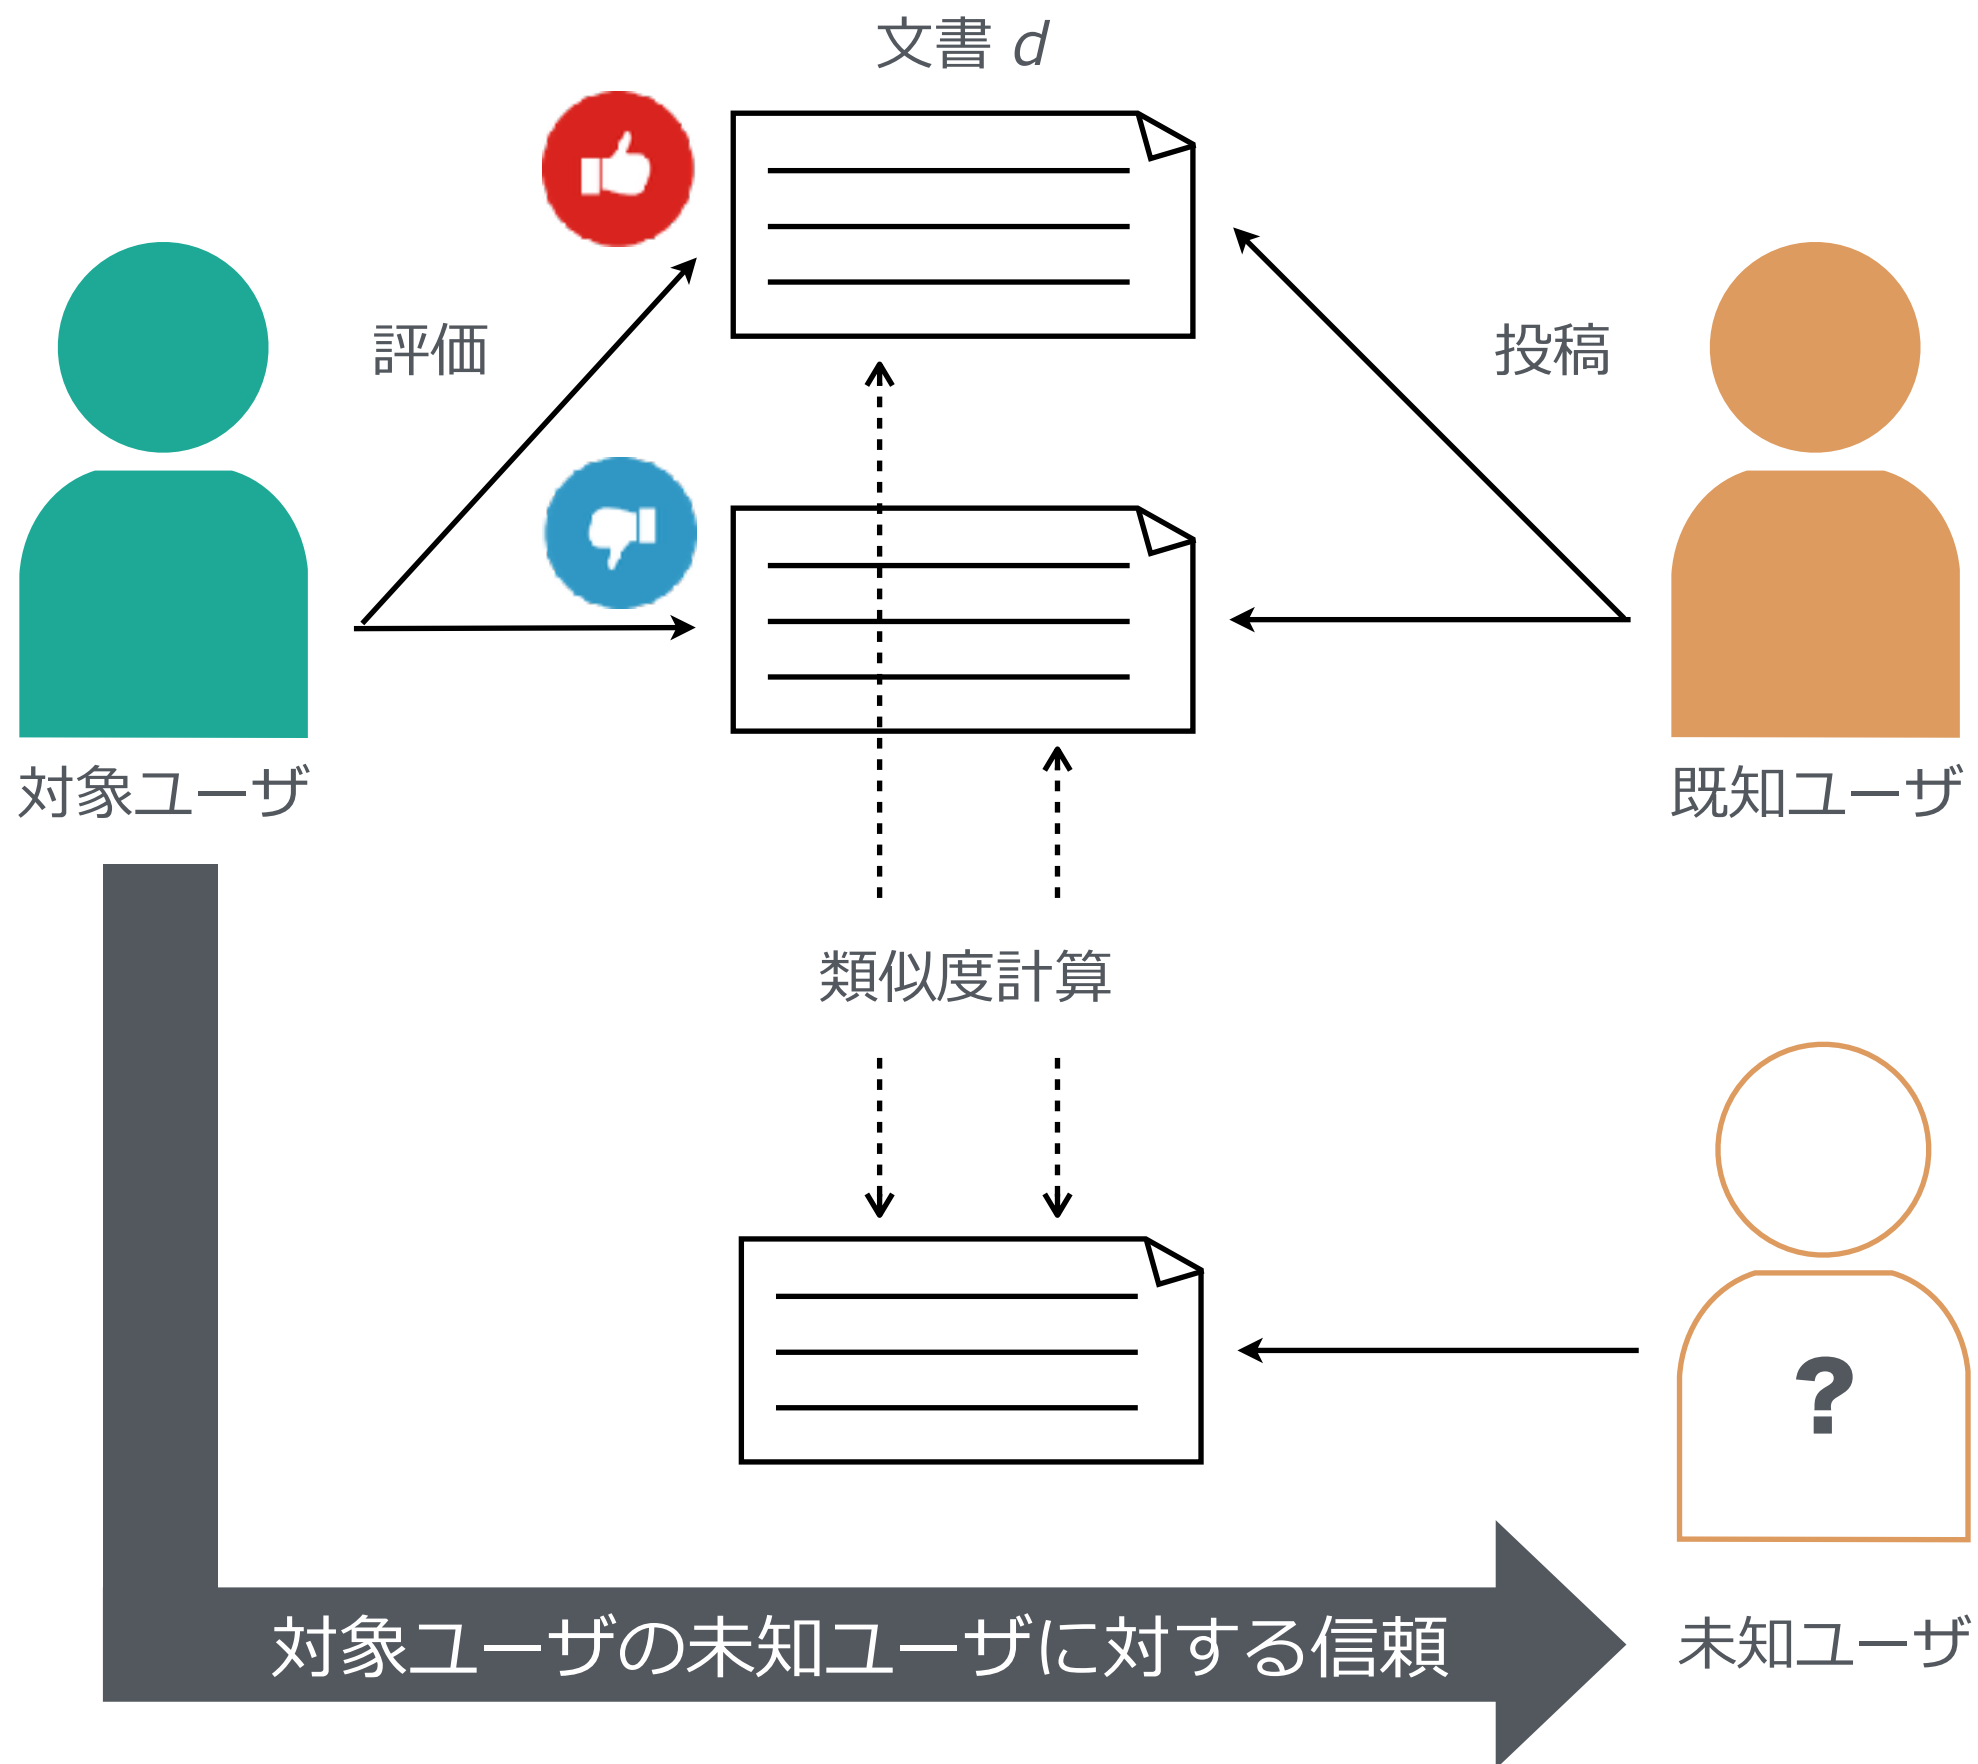 文書 d
評価
投稿
対象ユーザ
既知ユーザ
類似度計算
?
対象ユーザの未知ユーザに対する信頼
未知ユーザ